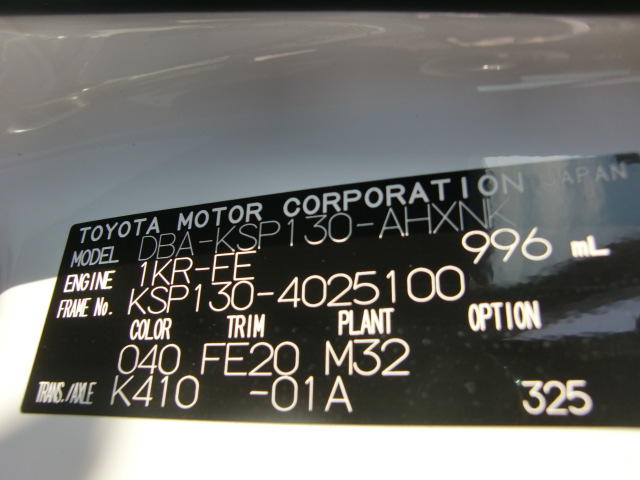 TOYOTA MOTOR CORPORATION JAPAN
MODEL DBA-KSP130-AHXNK
ENGINE 1KR-EE 996 mL
FRAME No. KSP130-4025100
COLOR TRIM PLANT OPTION
040 FE20 M32
TRANS./AXLE K410 -01A 325